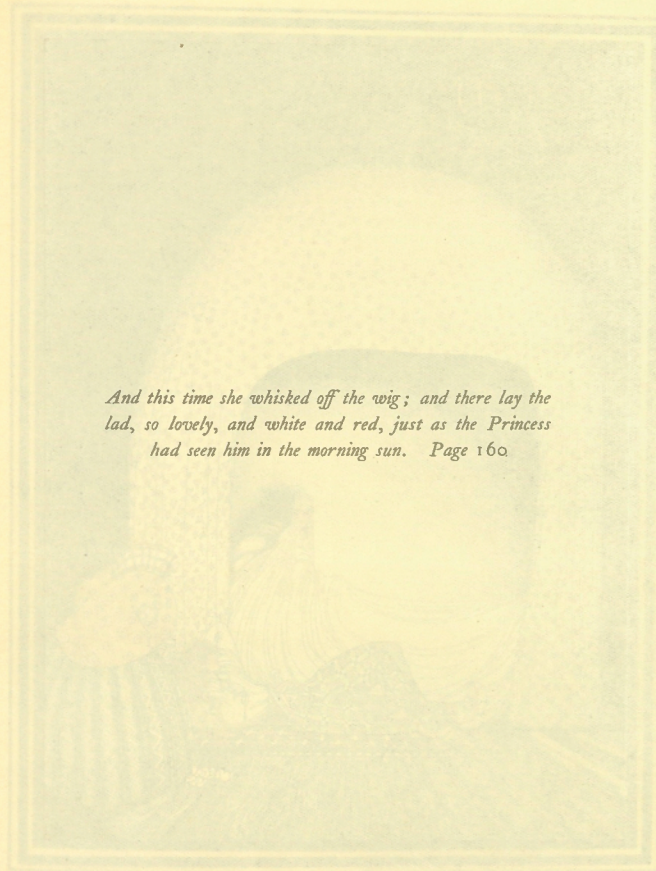 And this time she whisked off the wig; and there lay the
lad, so lovely, and white and red, just as the Princess
had seen him in the morning sun. Page 160